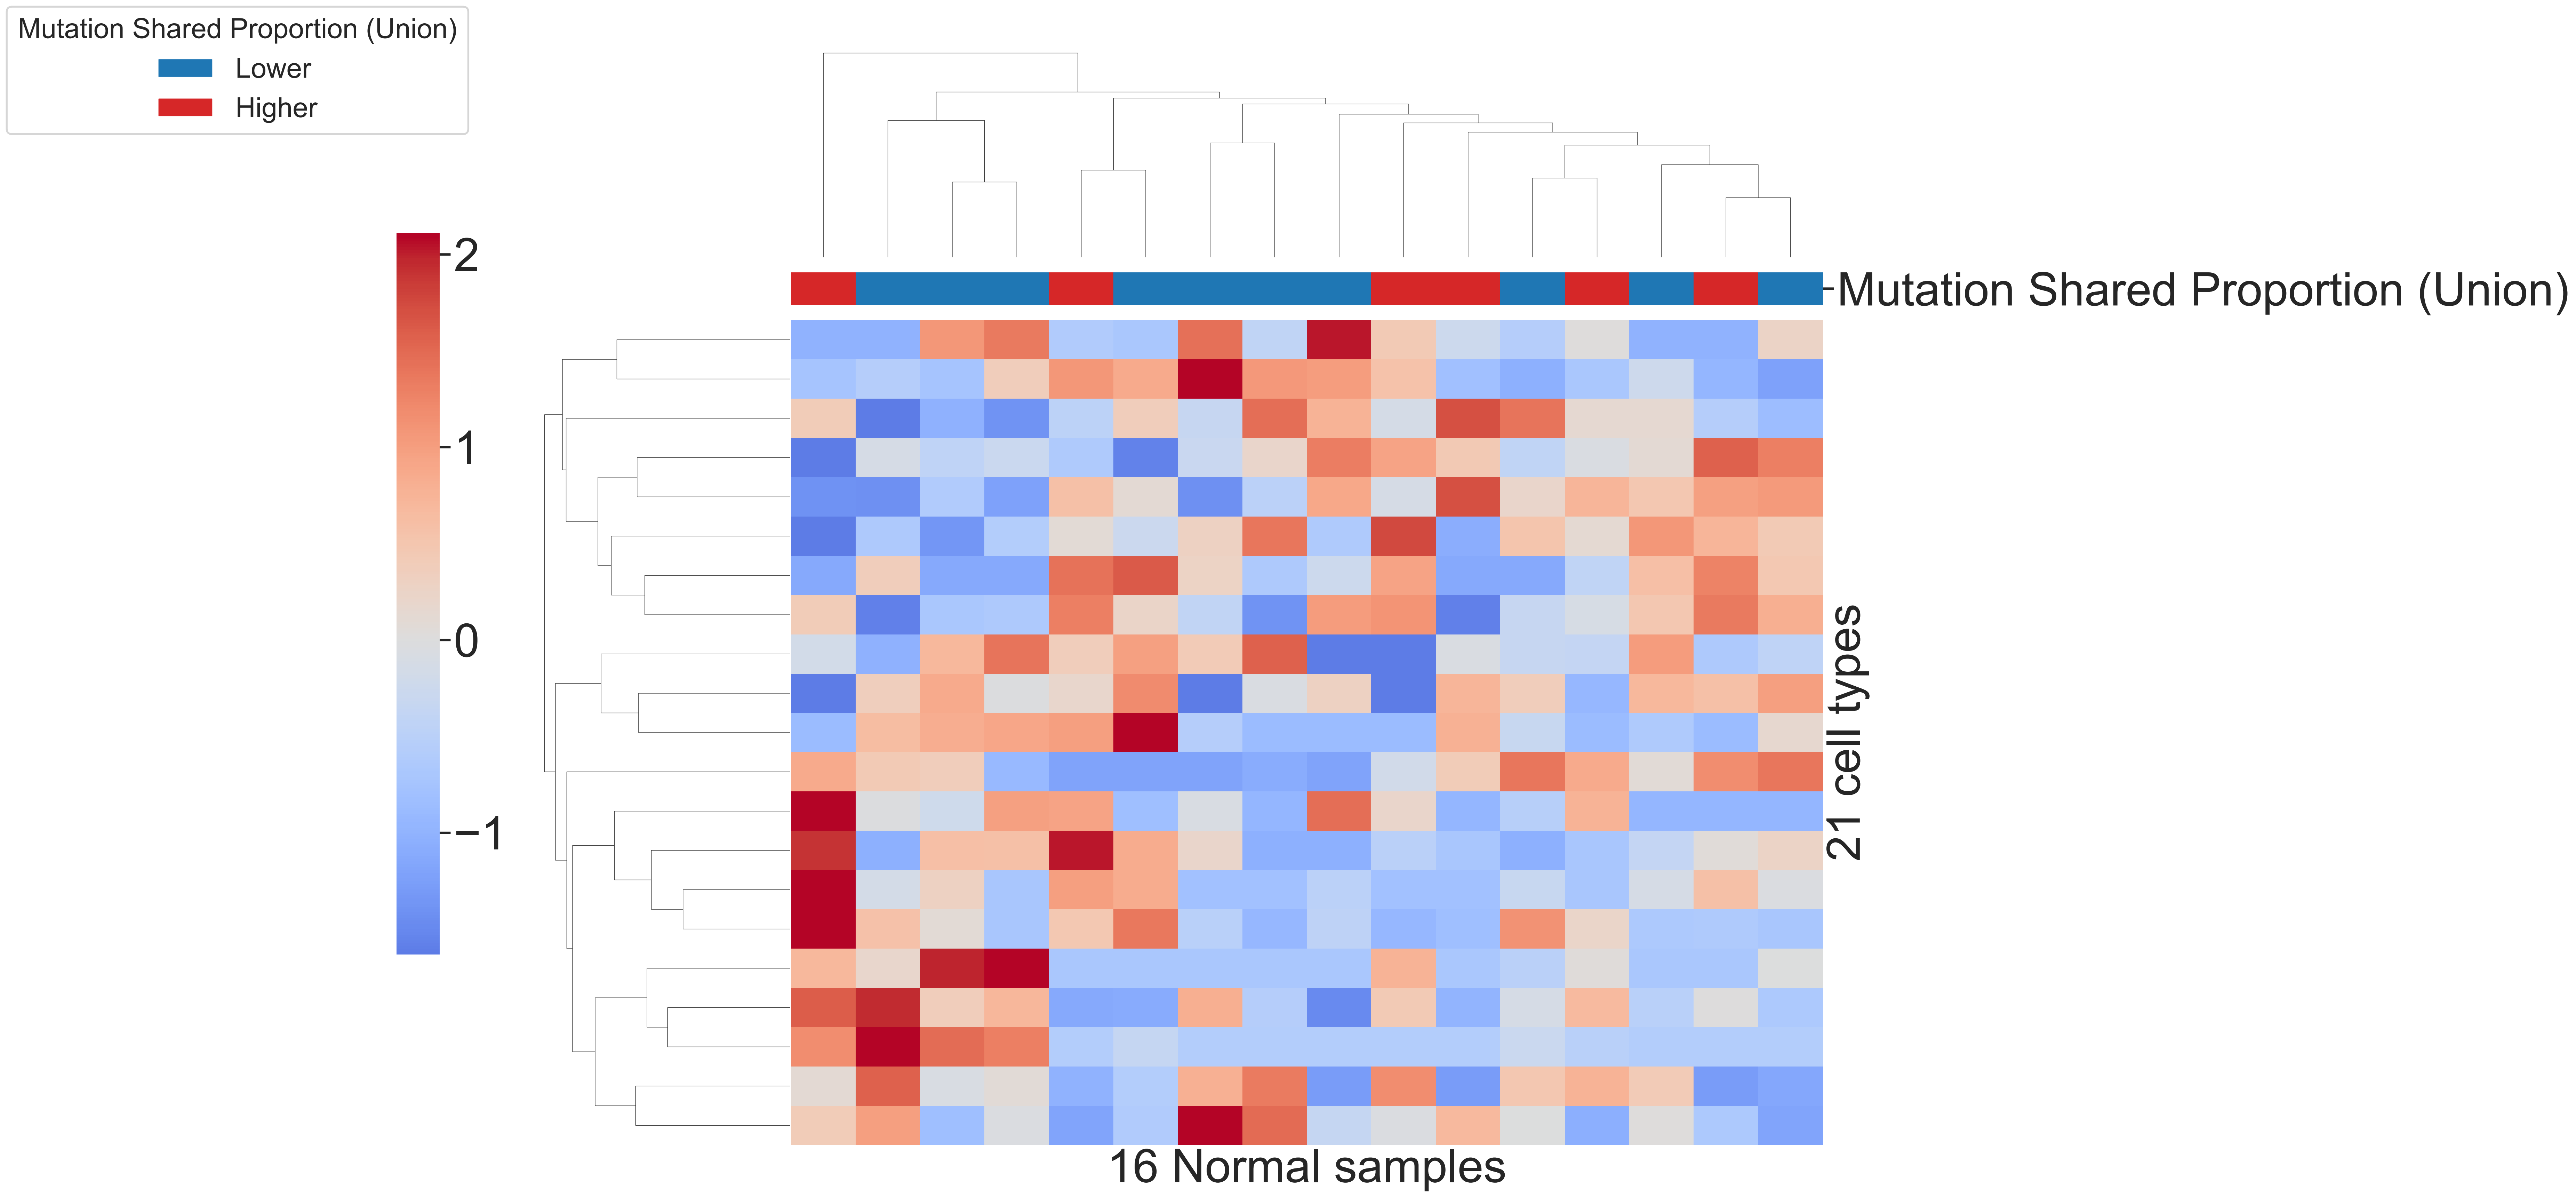 Mutation Shared Proportion (Union)
Lower
Higher
2
1
0
−1
Mutation Shared Proportion (Union)
21 cell types
16 Normal samples